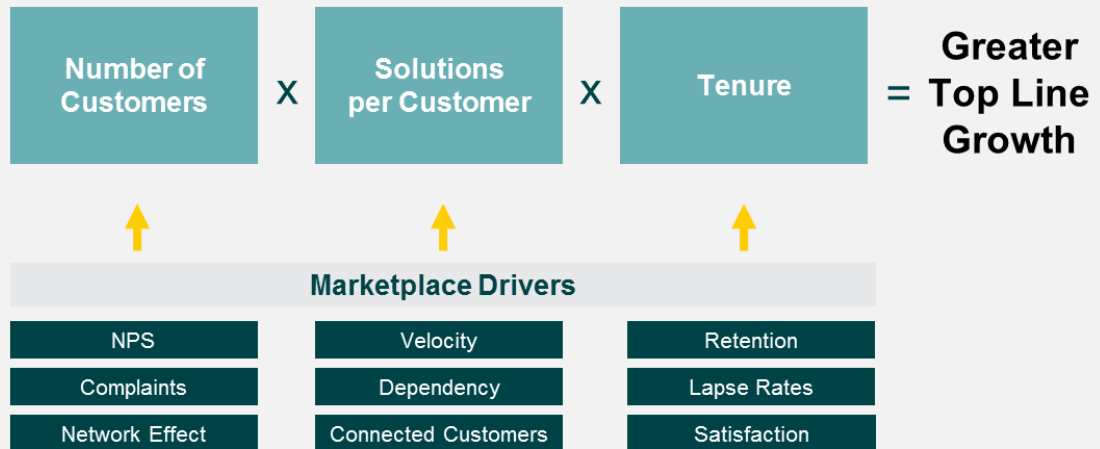 Number of
Customers
X
Solutions
per Customer
X
Tenure
=
Greater
Top Line
Growth
Marketplace Drivers
NPS
Velocity
Retention
Complaints
Dependency
Lapse Rates
Network Effect
Connected Customers
Satisfaction